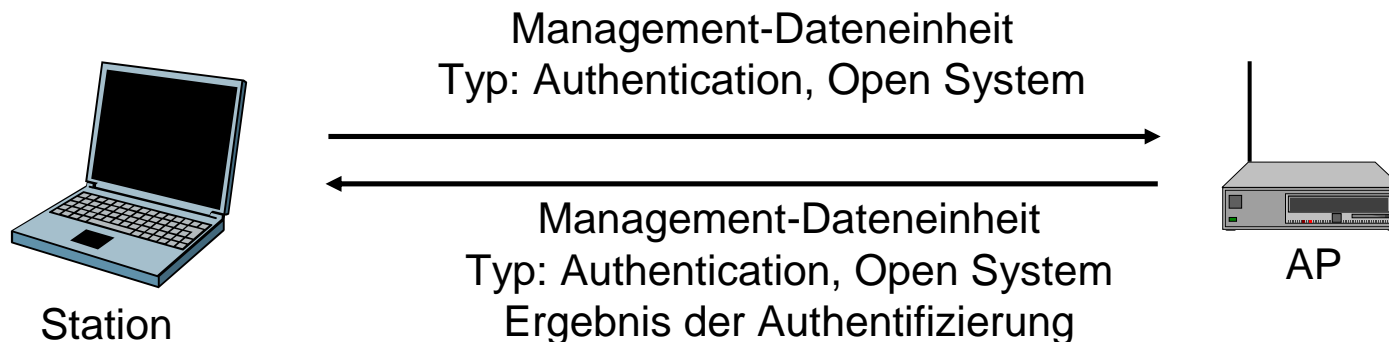 Management-Dateneinheit
Typ: Authentication, Open System
Management-Dateneinheit
Typ: Authentication, Open System
Ergebnis der Authentifizierung
Station
AP